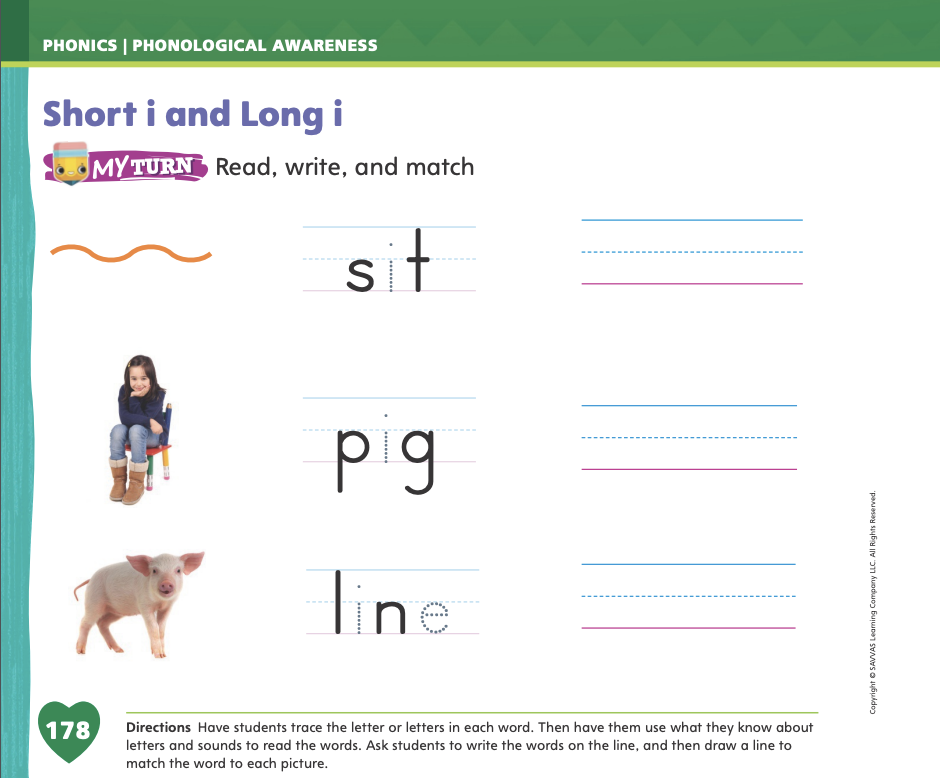 PHONICS | PHONOLOGICAL AWARENESS
Short i and Long i
MY TURN Read, write, and match
sit
pig
line
178
Directions Have students trace the letter or letters in each word. Then have them use what they know about
letters and sounds to read the words. Ask students to write the words on the line, and then draw a line to
match the word to each picture.
Copyright © SAVVAS Learning Company LLC. All Rights Reserved.